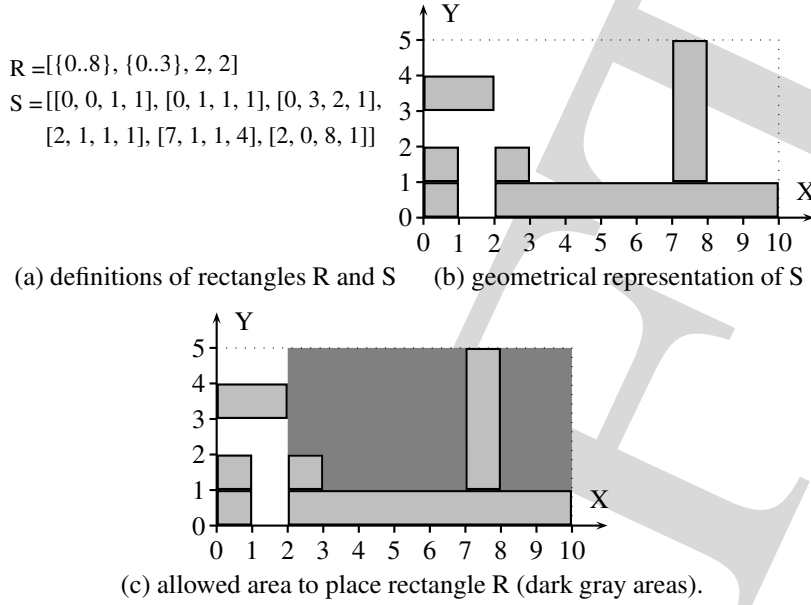 R =[{0..8}, {0..3}, 2, 2]
S =[[0, 0, 1, 1], [0, 1, 1, 1], [0, 3, 2, 1],
[2, 1, 1, 1], [7, 1, 1, 4], [2, 0, 8, 1]]
(a) definitions of rectangles R and S
Y
5
4
3
2
1
0
X
0 1 2 3 4 5 6 7 8 9 10
(b) geometrical representation of S
Y
5
4
3
2
1
0
X
0 1 2 3 4 5 6 7 8 9 10
(c) allowed area to place rectangle R (dark gray areas).